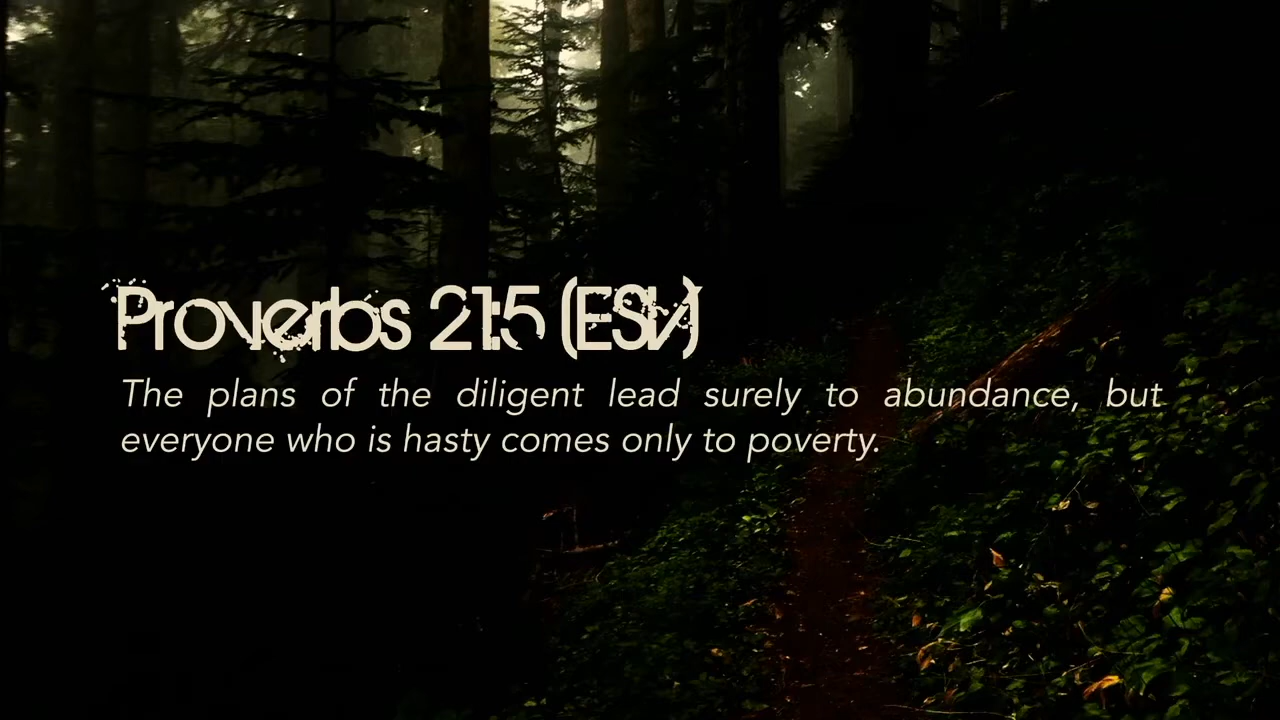 Proverbs 21:5 (ESV)
The plans of the diligent lead surely to abundance, but
everyone who is hasty comes only to poverty.